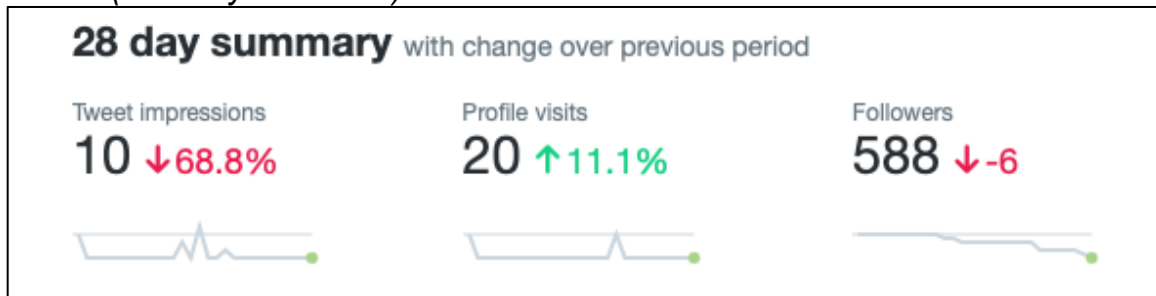 28 day summary with change over previous period
Tweet impressions Profile visits Followers
10 ↓68.8% 20 ↑11.1% 588 ↓-6